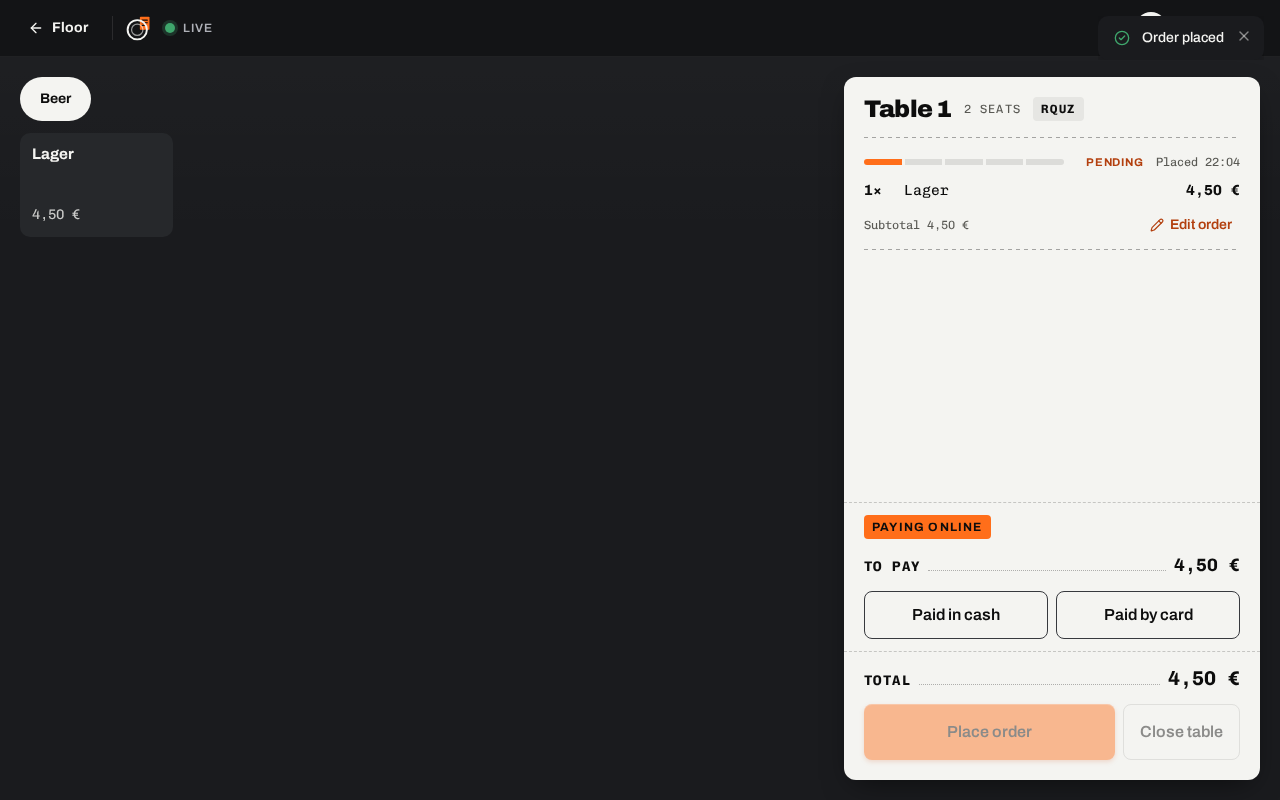 Floor
LIVE
Order placed
Beer
Lager
4,50 €
Table 1 2 SEATS RQUZ
PENDING Placed 22:04
1× Lager 4,50 €
Subtotal 4,50 € Edit order
PAYING ONLINE
TO PAY 4,50 €
Paid in cash Paid by card
TOTAL 4,50 €
Place order Close table